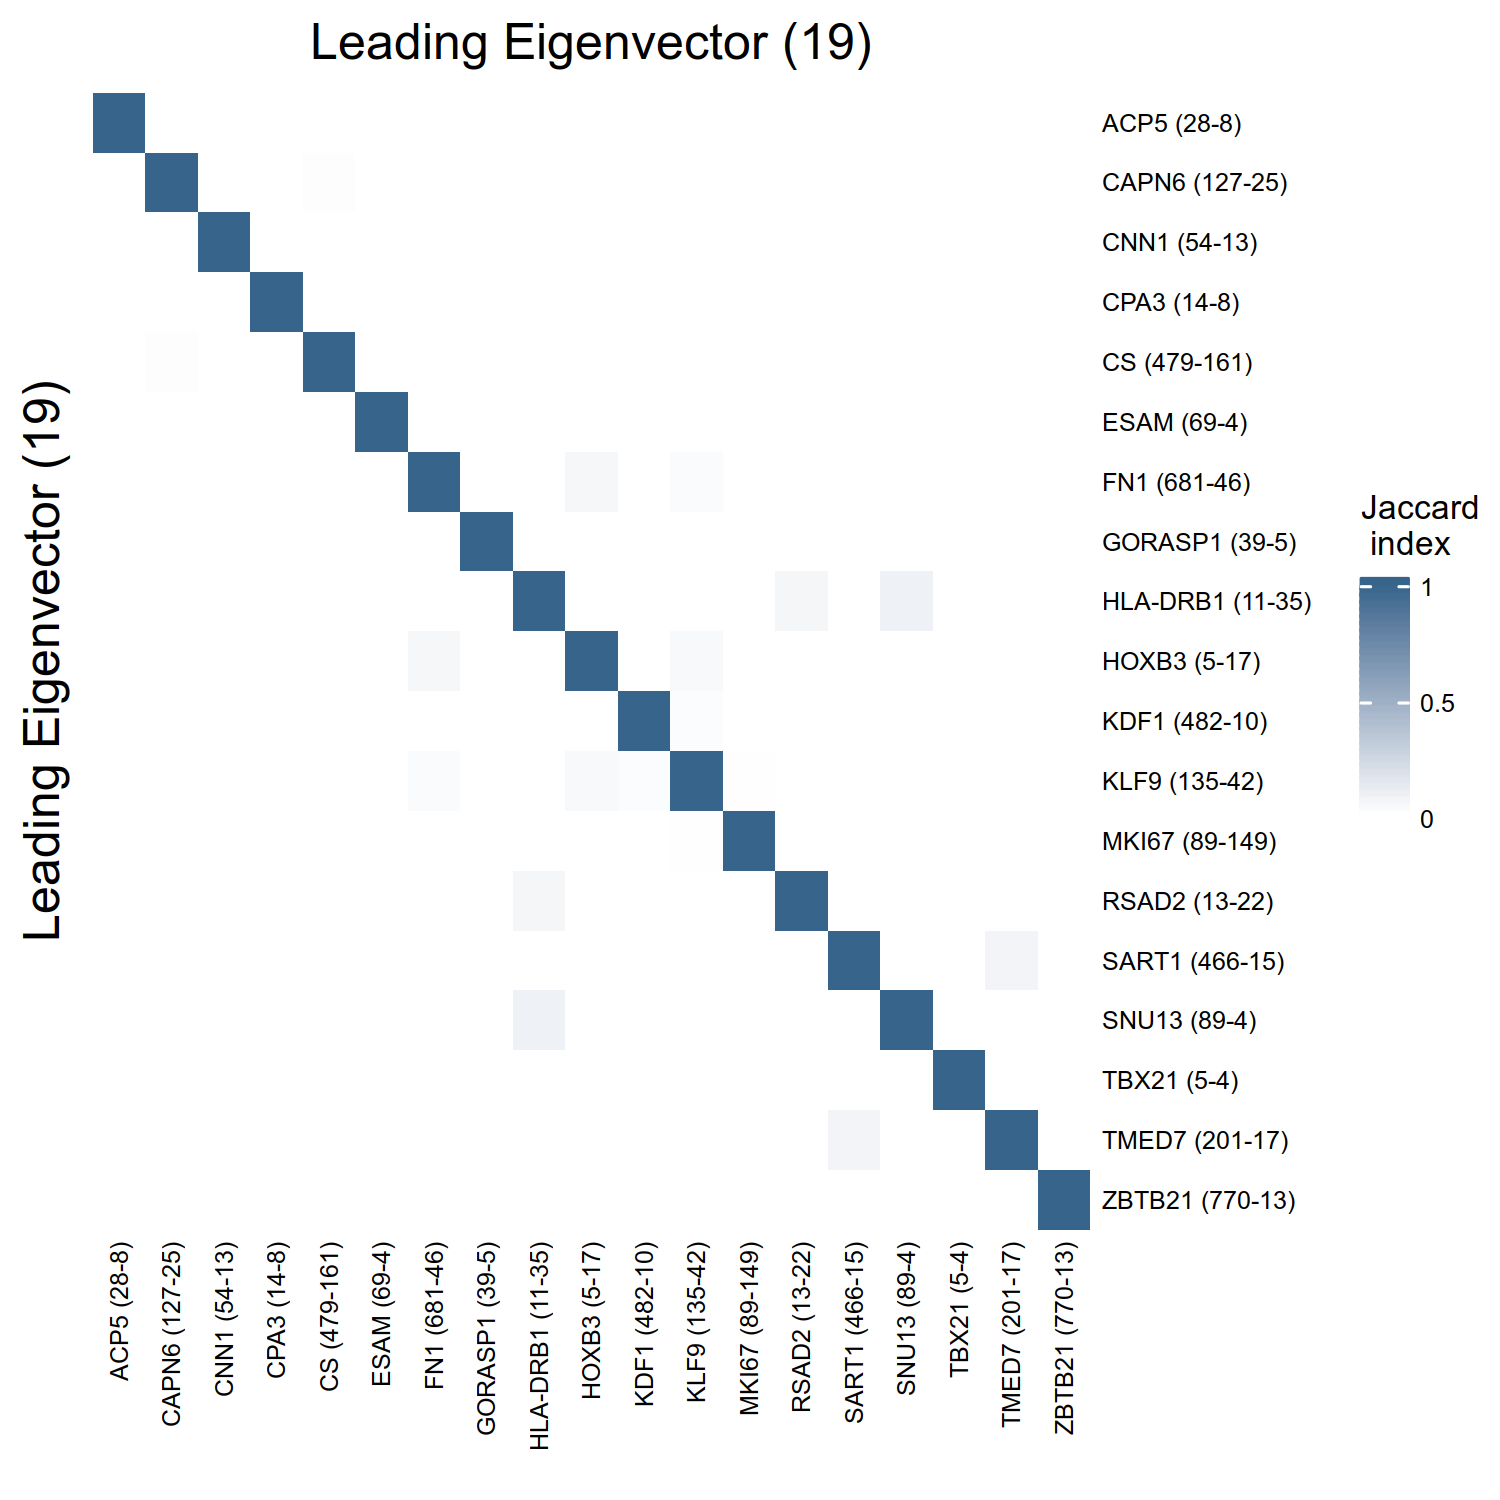 Leading Eigenvector (19)
Leading Eigenvector (19)
ACP5 (28-8)
CAPN6 (127-25)
CNN1 (54-13)
CPA3 (14-8)
CS (479-161)
ESAM (69-4)
FN1 (681-46)
GORASP1 (39-5)
HLA-DRB1 (11-35)
HOXB3 (5-17)
KDF1 (482-10)
KLF9 (135-42)
MKI67 (89-149)
RSAD2 (13-22)
SART1 (466-15)
SNU13 (89-4)
TBX21 (5-4)
TMED7 (201-17)
ZBTB21 (770-13)
Jaccard
index
1
0.5
0
ACP5 (28-8)
CAPN6 (127-25)
CNN1 (54-13)
CPA3 (14-8)
CS (479-161)
ESAM (69-4)
FN1 (681-46)
GORASP1 (39-5)
HLA-DRB1 (11-35)
HOXB3 (5-17)
KDF1 (482-10)
KLF9 (135-42)
MKI67 (89-149)
RSAD2 (13-22)
SART1 (466-15)
SNU13 (89-4)
TBX21 (5-4)
TMED7 (201-17)
ZBTB21 (770-13)